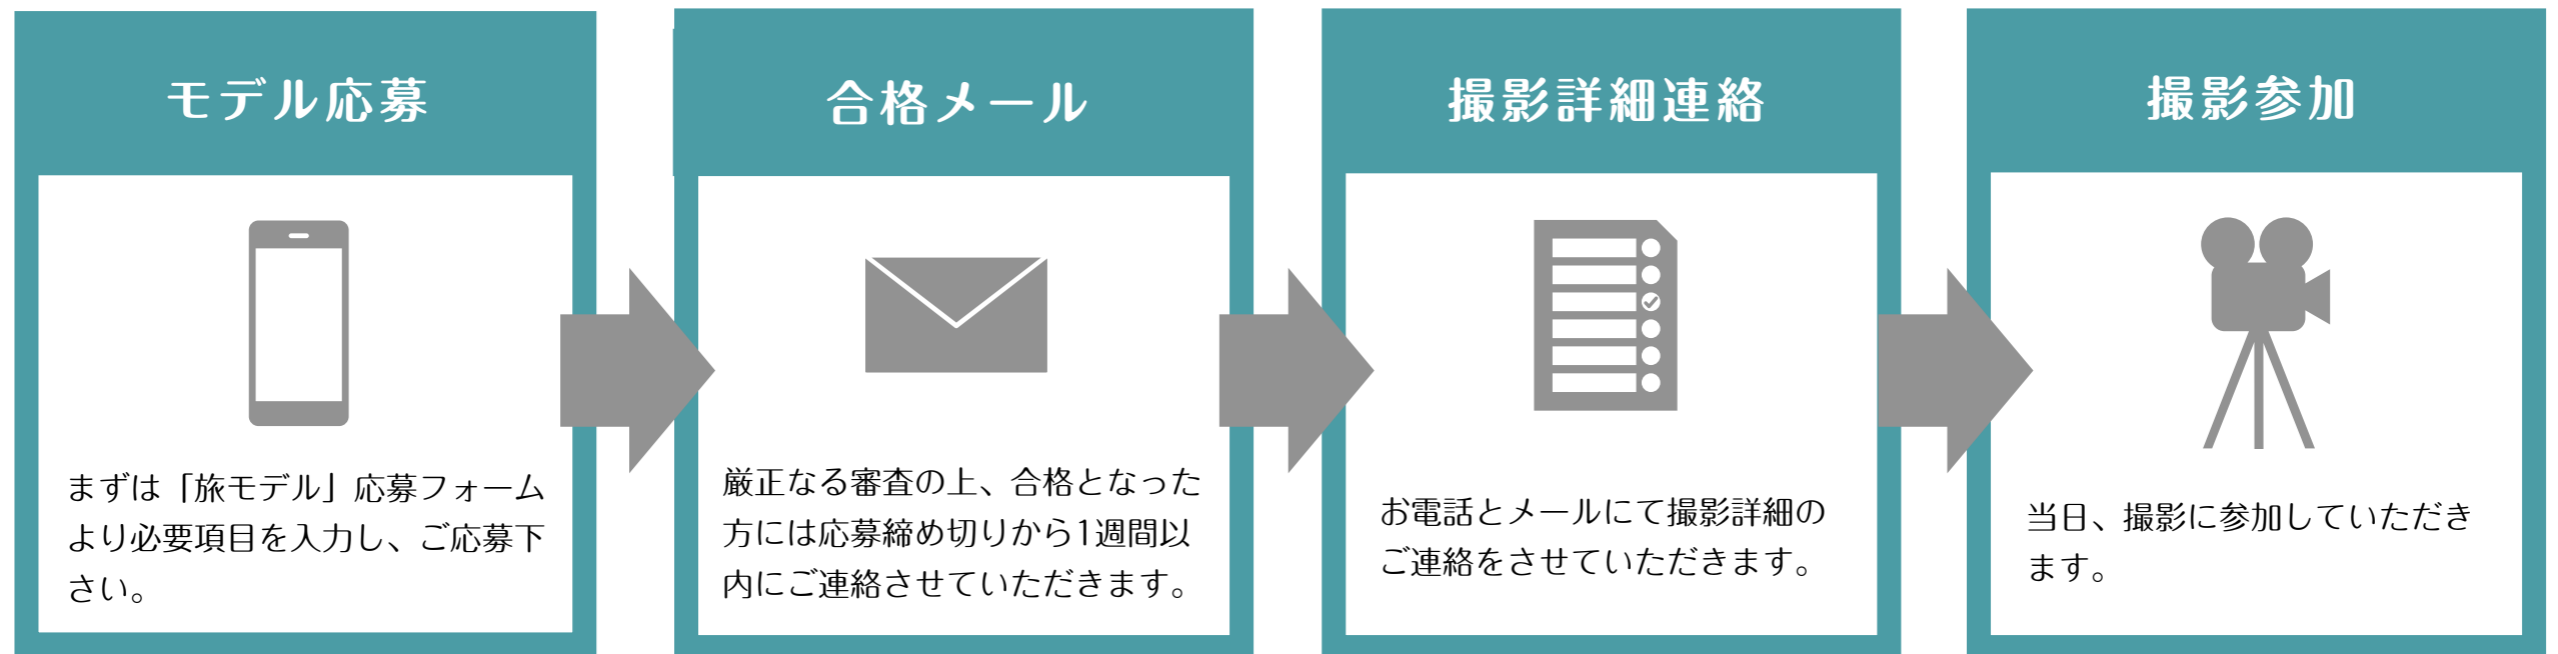 モデル応募
まずは「旅モデル」応募フォーム
より必要項目を入力し、ご応募下
さい。
合格メール
厳正なる審査の上、合格となった
方には応募締め切りから1週間以
内にご連絡させていただきます。
撮影詳細連絡
お電話とメールにて撮影詳細の
ご連絡をさせていただきます。
撮影参加
当日、撮影に参加していただき
ます。